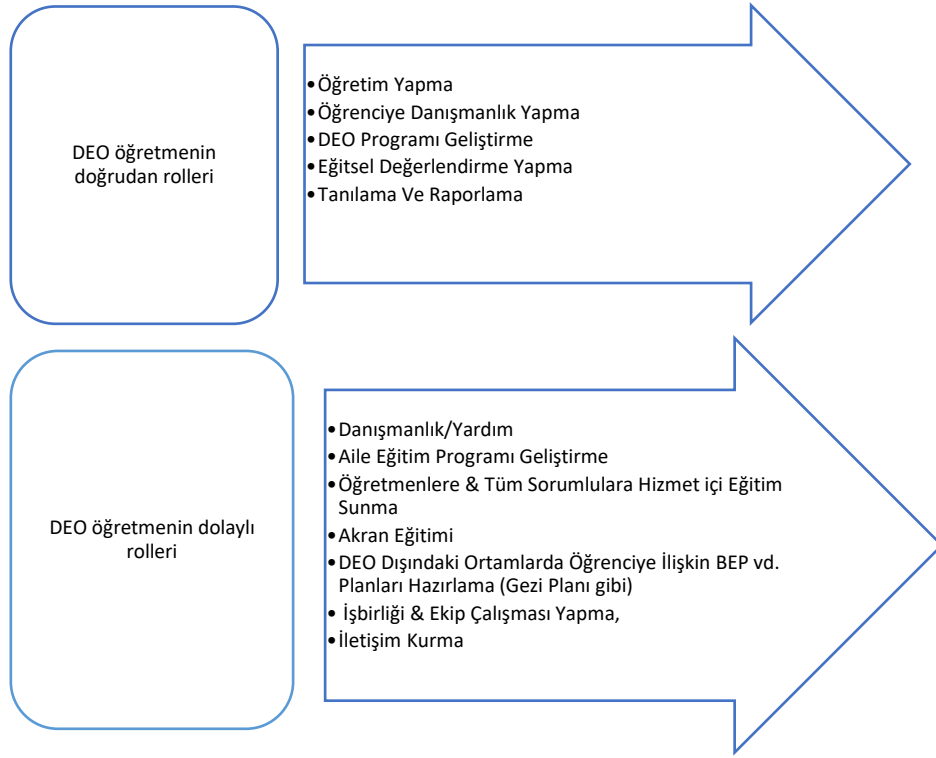 DEO öğretmenin
doğrudan rolleri
•Öğretim Yapma
•Öğrenciye Danışmanlık Yapma
•DEO Programı Geliştirme
•Eğitsel Değerlendirme Yapma
•Tanılama Ve Raporlama
DEO öğretmenin dolaylı
rolleri
•Danışmanlık/Yardım
•Aile Eğitim Programı Geliştirme
•Öğretmenlere & Tüm Sorumlulara Hizmet içi Eğitim
Sunma
•Akran Eğitimi
•DEO Dışındaki Ortamlarda Öğrenciye İlişkin BEP vd.
Planları Hazırlama (Gezi Planı gibi)
• İşbirliği & Ekip Çalışması Yapma,
•İletişim Kurma